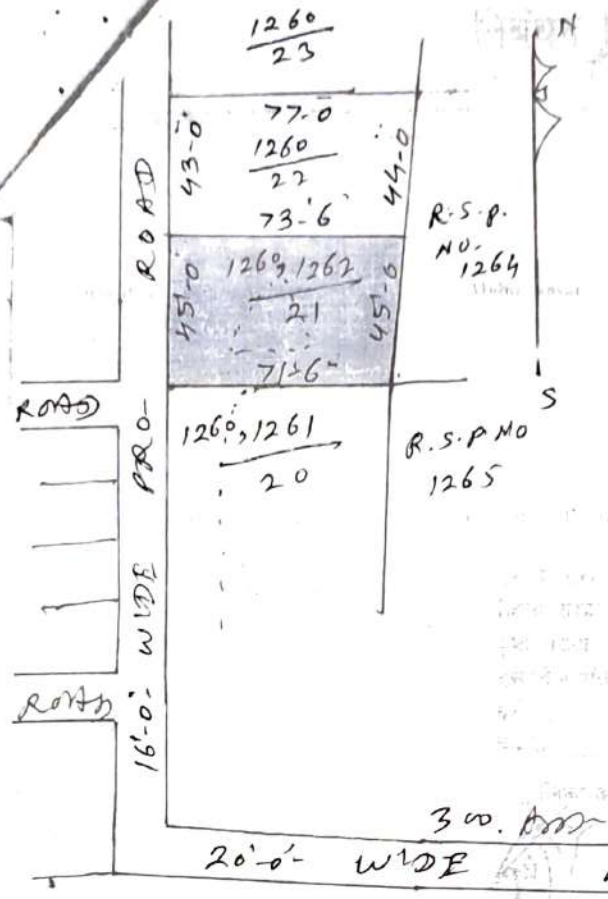 1260
23
N
77-0
1260
22
43-0'
44-0
73-6'
ROAD
R.S.P.
NO-
1264
1260, 1262
21
45'-0'
45-0
71-6"
S
ROAD
PRO-
1260, 1261
20
R.S.P NO
1265
WIDE
ROAD
16'-0'-
20'-0'- WIDE